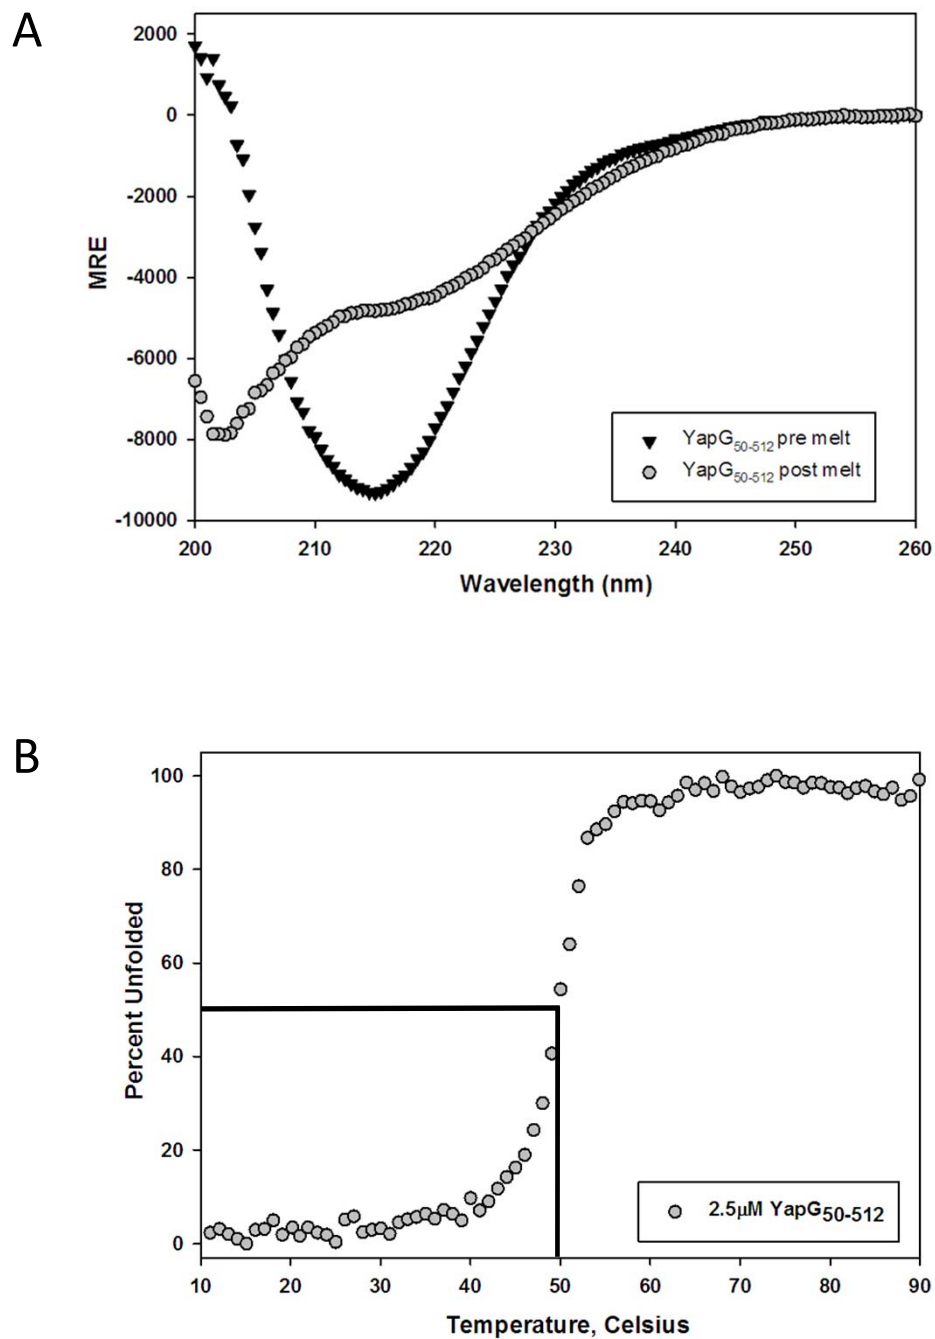 A
2000
0
-2000
-4000
-6000
-8000
-10000
MRE
YapG50-512 pre melt
YapG50-512 post melt
200 210 220 230 240 250 260
Wavelength (nm)
B
100
80
60
40
20
0
Percent Unfolded
2.5µM YapG50-512
10 20 30 40 50 60 70 80 90
Temperature, Celsius